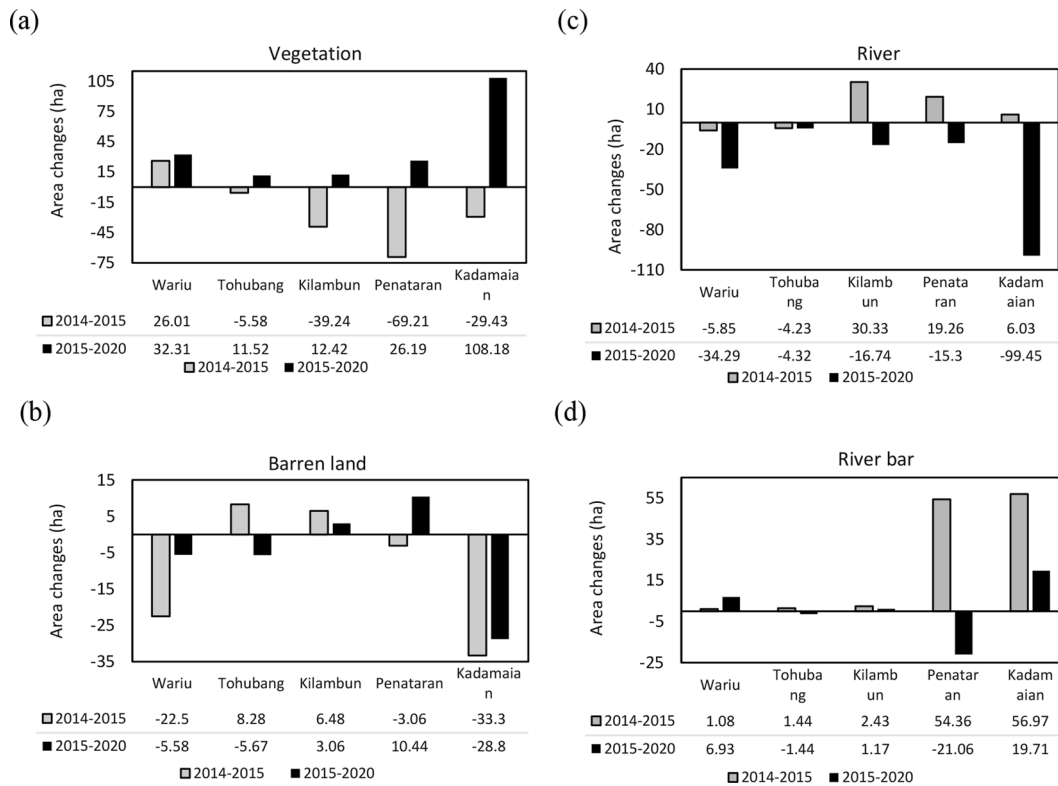 (a)
Vegetation
Area changes (ha)
105
75
45
15
-15
-45
-75
Wariu Tohubang Kilambun Penataran Kadamaia
n
2014-2015 26.01 -5.58 -39.24 -69.21 -29.43
2015-2020 32.31 11.52 12.42 26.19 108.18
2014-2015 2015-2020
(b)
Barren land
Area changes (ha)
15
5
-5
-15
-25
-35
Wariu Tohubang Kilambun Penataran Kadamaia
n
2014-2015 -22.5 8.28 6.48 -3.06 -33.3
2015-2020 -5.58 -5.67 3.06 10.44 -28.8
2014-2015 2015-2020
(c)
River
Area changes (ha)
40
10
-20
-50
-80
-110
Wariu Tohuba Kilamb Penata Kadam
ng un ran aian
2014-2015 -5.85 -4.23 30.33 19.26 6.03
2015-2020 -34.29 -4.32 -16.74 -15.3 -99.45
2014-2015 2015-2020
(d)
River bar
Area changes (ha)
55
35
15
-5
-25
Wariu Tohuba Kilamb Penatar Kadam
ng un an aian
2014-2015 1.08 1.44 2.43 54.36 56.97
2015-2020 6.93 -1.44 1.17 -21.06 19.71
2014-2015 2015-2020